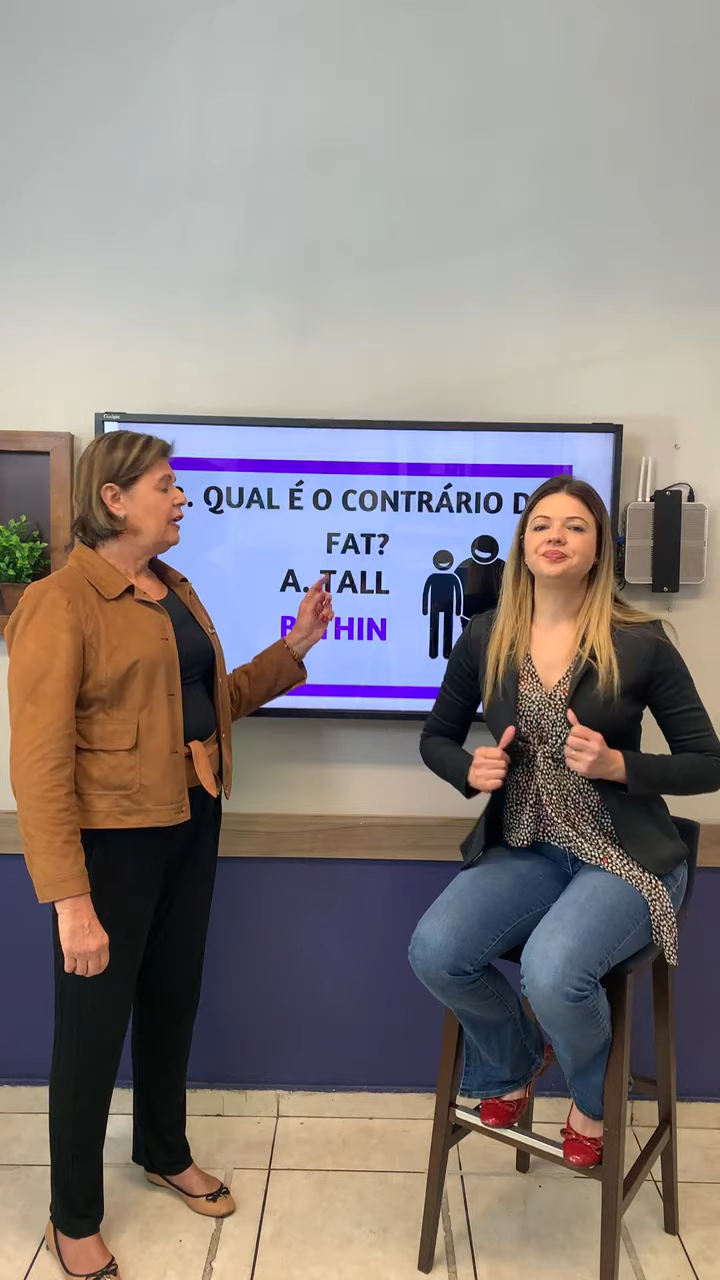 . QUAL É O CONTRÁRIO D
FAT?
A. TALL
B. THIN